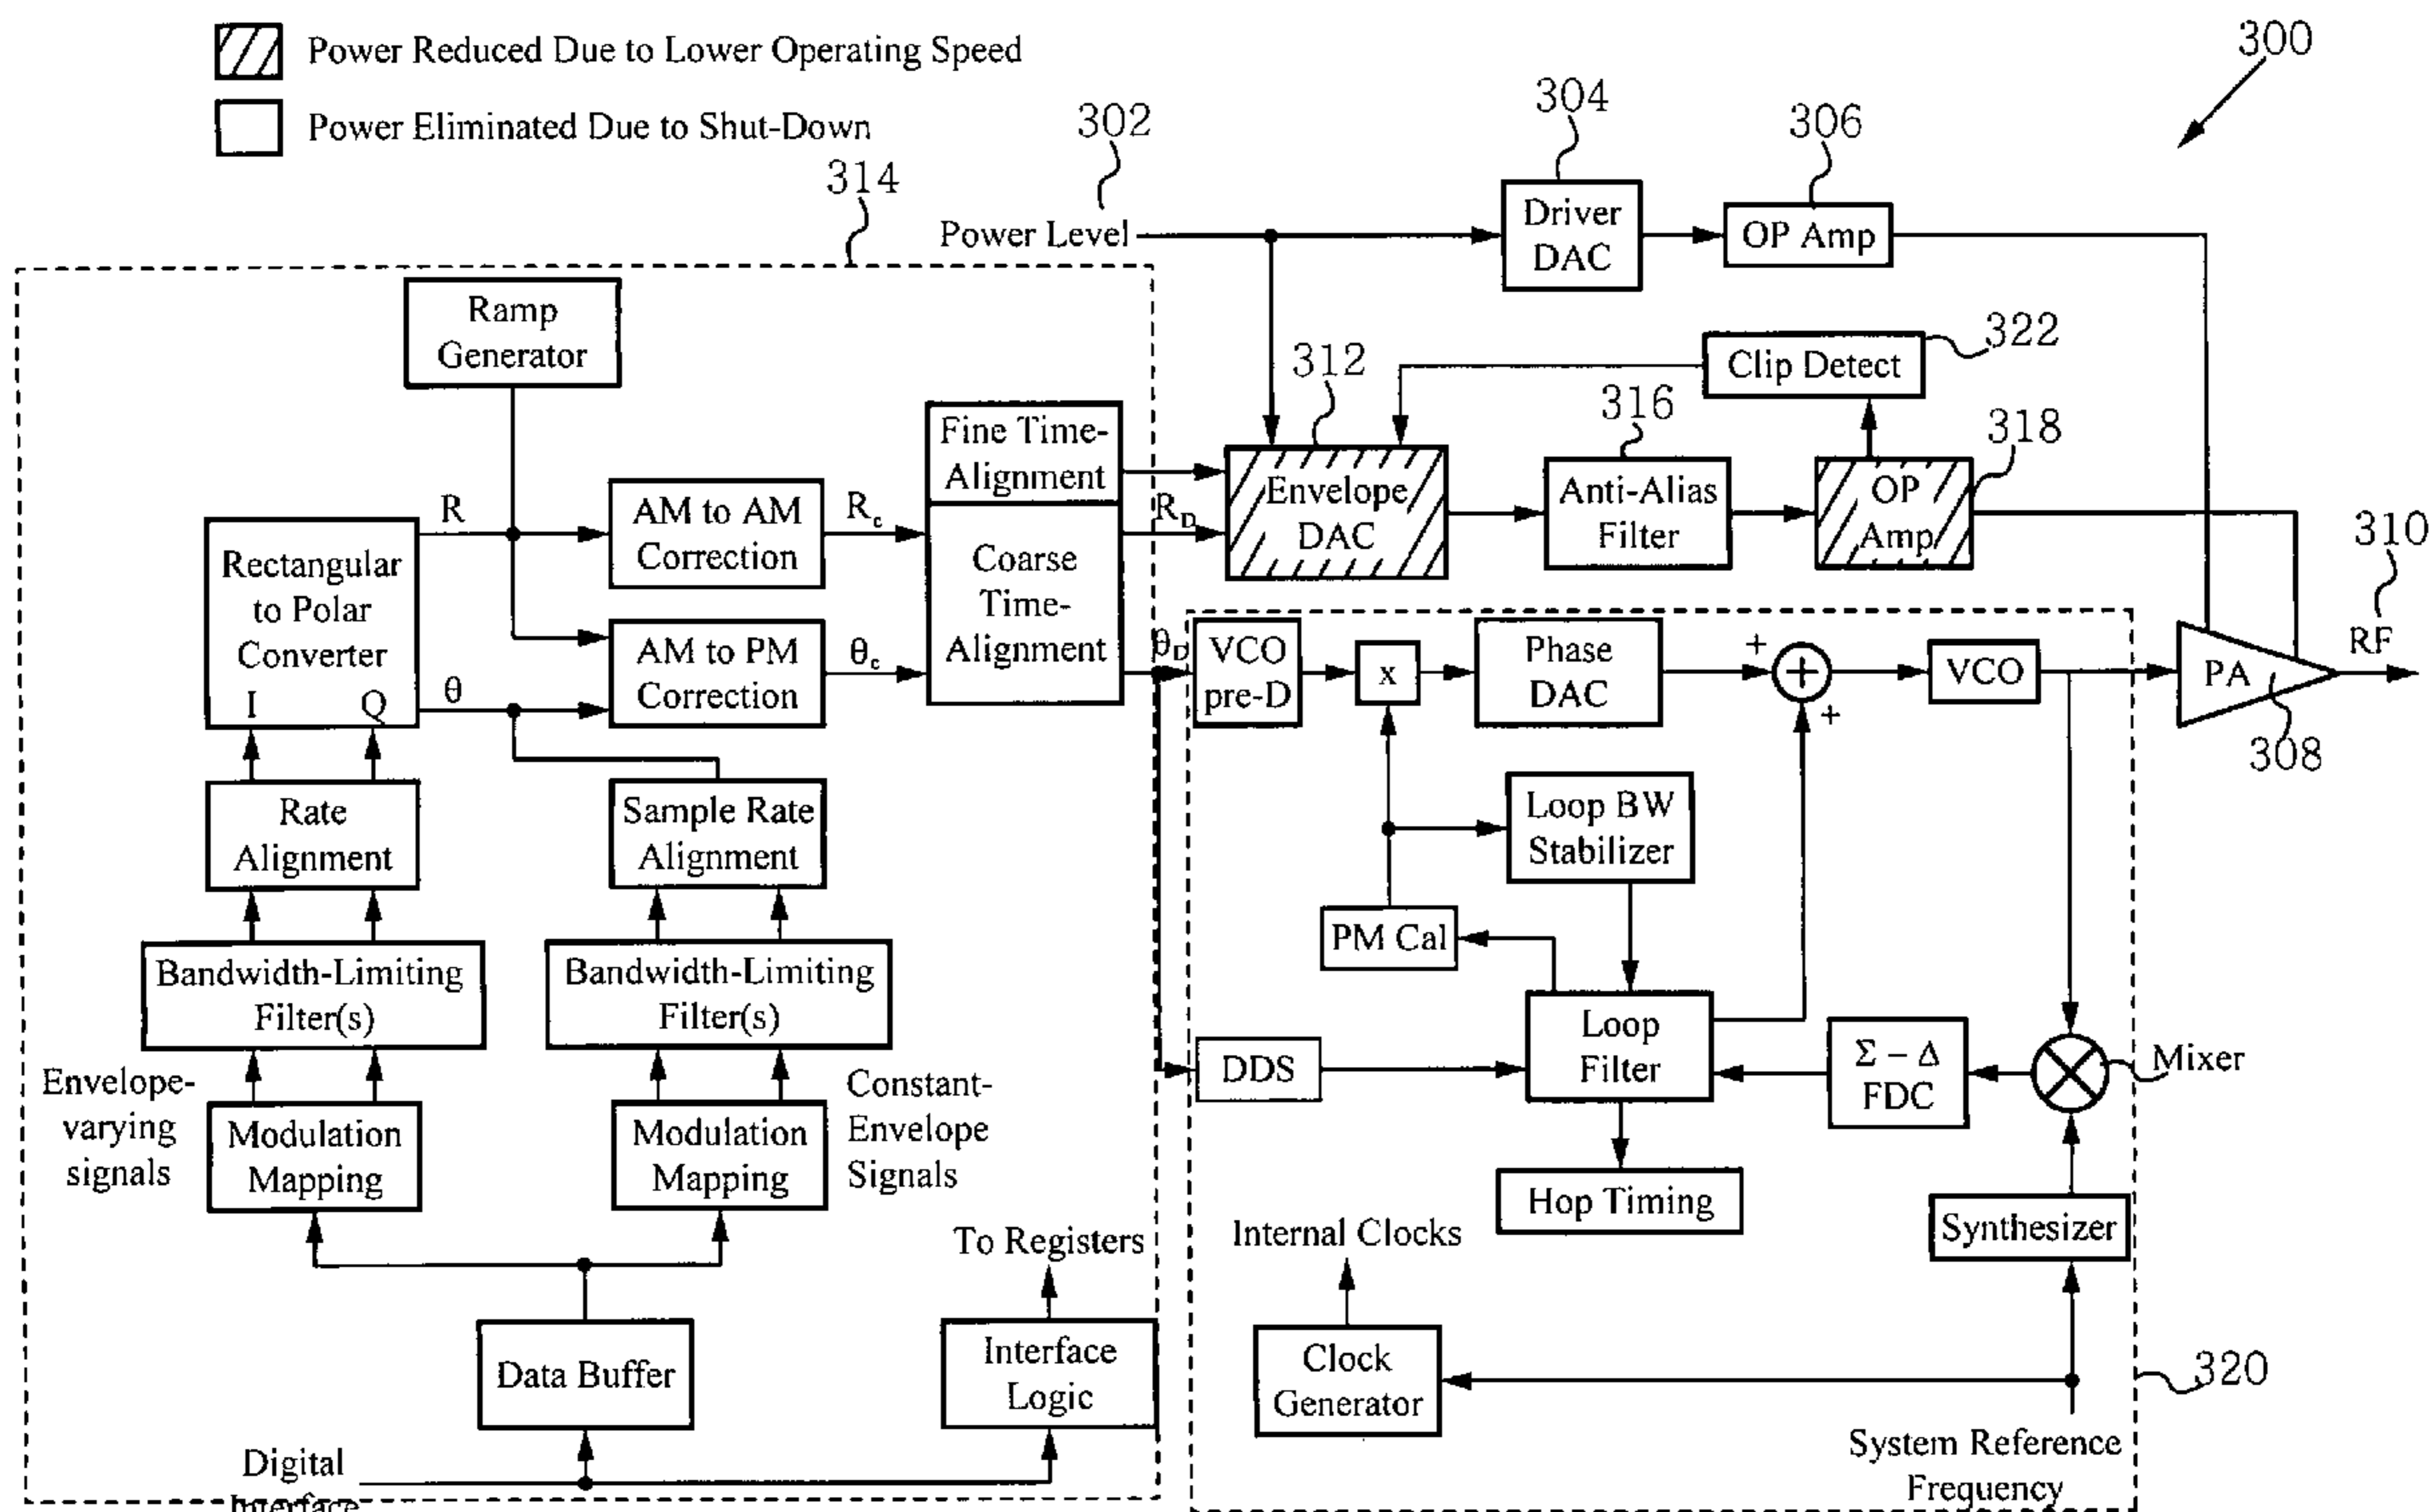 Power Reduced Due to Lower Operating Speed
Power Eliminated Due to Shut-Down
300
302
304
306
314
Power Level
Driver
DAC
OP Amp
Ramp
Generator
312
Clip Detect
322
316
318
Fine Time-
Alignment
R
AM to AM
Correction
Rc
RD
Envelope
DAC
Anti-Alias
Filter
OP
Amp
310
RF
Rectangular
to Polar
Converter
I Q
θ
AM to PM
Correction
θc
Coarse
Time-
Alignment
θD
VCO
pre-D
x
Phase
DAC
+
+
+
VCO
PA
308
Rate
Alignment
Sample Rate
Alignment
Loop BW
Stabilizer
PM Cal
Bandwidth-Limiting
Filter(s)
Bandwidth-Limiting
Filter(s)
Loop
Filter
Σ – Δ
FDC
Mixer
DDS
Envelope-
varying
signals
Modulation
Mapping
Modulation
Mapping
Constant-
Envelope
Signals
Hop Timing
Synthesizer
To Registers
Internal Clocks
Data Buffer
Interface
Logic
Clock
Generator
320
System Reference
Frequency
Digital
Interface